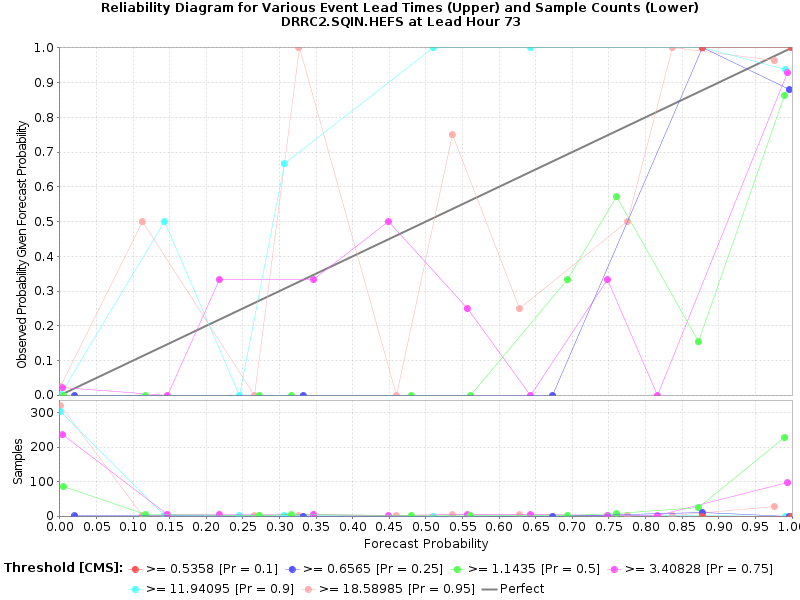 Reliability Diagram for Various Event Lead Times (Upper) and Sample Counts (Lower)
DRRC2.SQIN.HEFS at Lead Hour 73
Observed Probability Given Forecast Probability
1.0
0.9
0.8
0.7
0.6
0.5
0.4
0.3
0.2
0.1
0.0
Samples
300
200
100
0
0.00 0.05 0.10 0.15 0.20 0.25 0.30 0.35 0.40 0.45 0.50 0.55 0.60 0.65 0.70 0.75 0.80 0.85 0.90 0.95 1.0
Forecast Probability
Threshold [CMS]: >= 0.5358 [Pr = 0.1] >= 0.6565 [Pr = 0.25] >= 1.1435 [Pr = 0.5] >= 3.40828 [Pr = 0.75]
>= 11.94095 [Pr = 0.9] >= 18.58985 [Pr = 0.95] Perfect